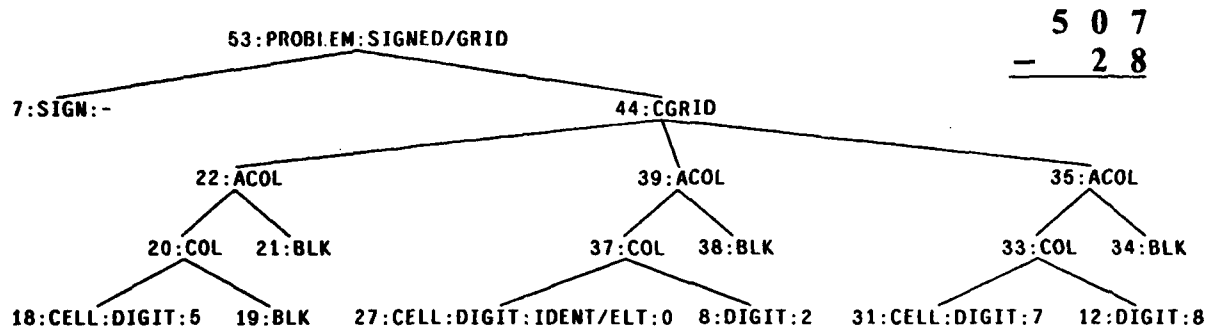 5 0 7
53:PROBLEM:SIGNED/GRID
− 2 8
7:SIGN:-
44:CGRID
22:ACOL 39:ACOL 35:ACOL
20:COL 21:BLK 37:COL 38:BLK 33:COL 34:BLK
18:CELL:DIGIT:5 19:BLK 27:CELL:DIGIT:IDENT/ELT:0 8:DIGIT:2 31:CELL:DIGIT:7 12:DIGIT:8